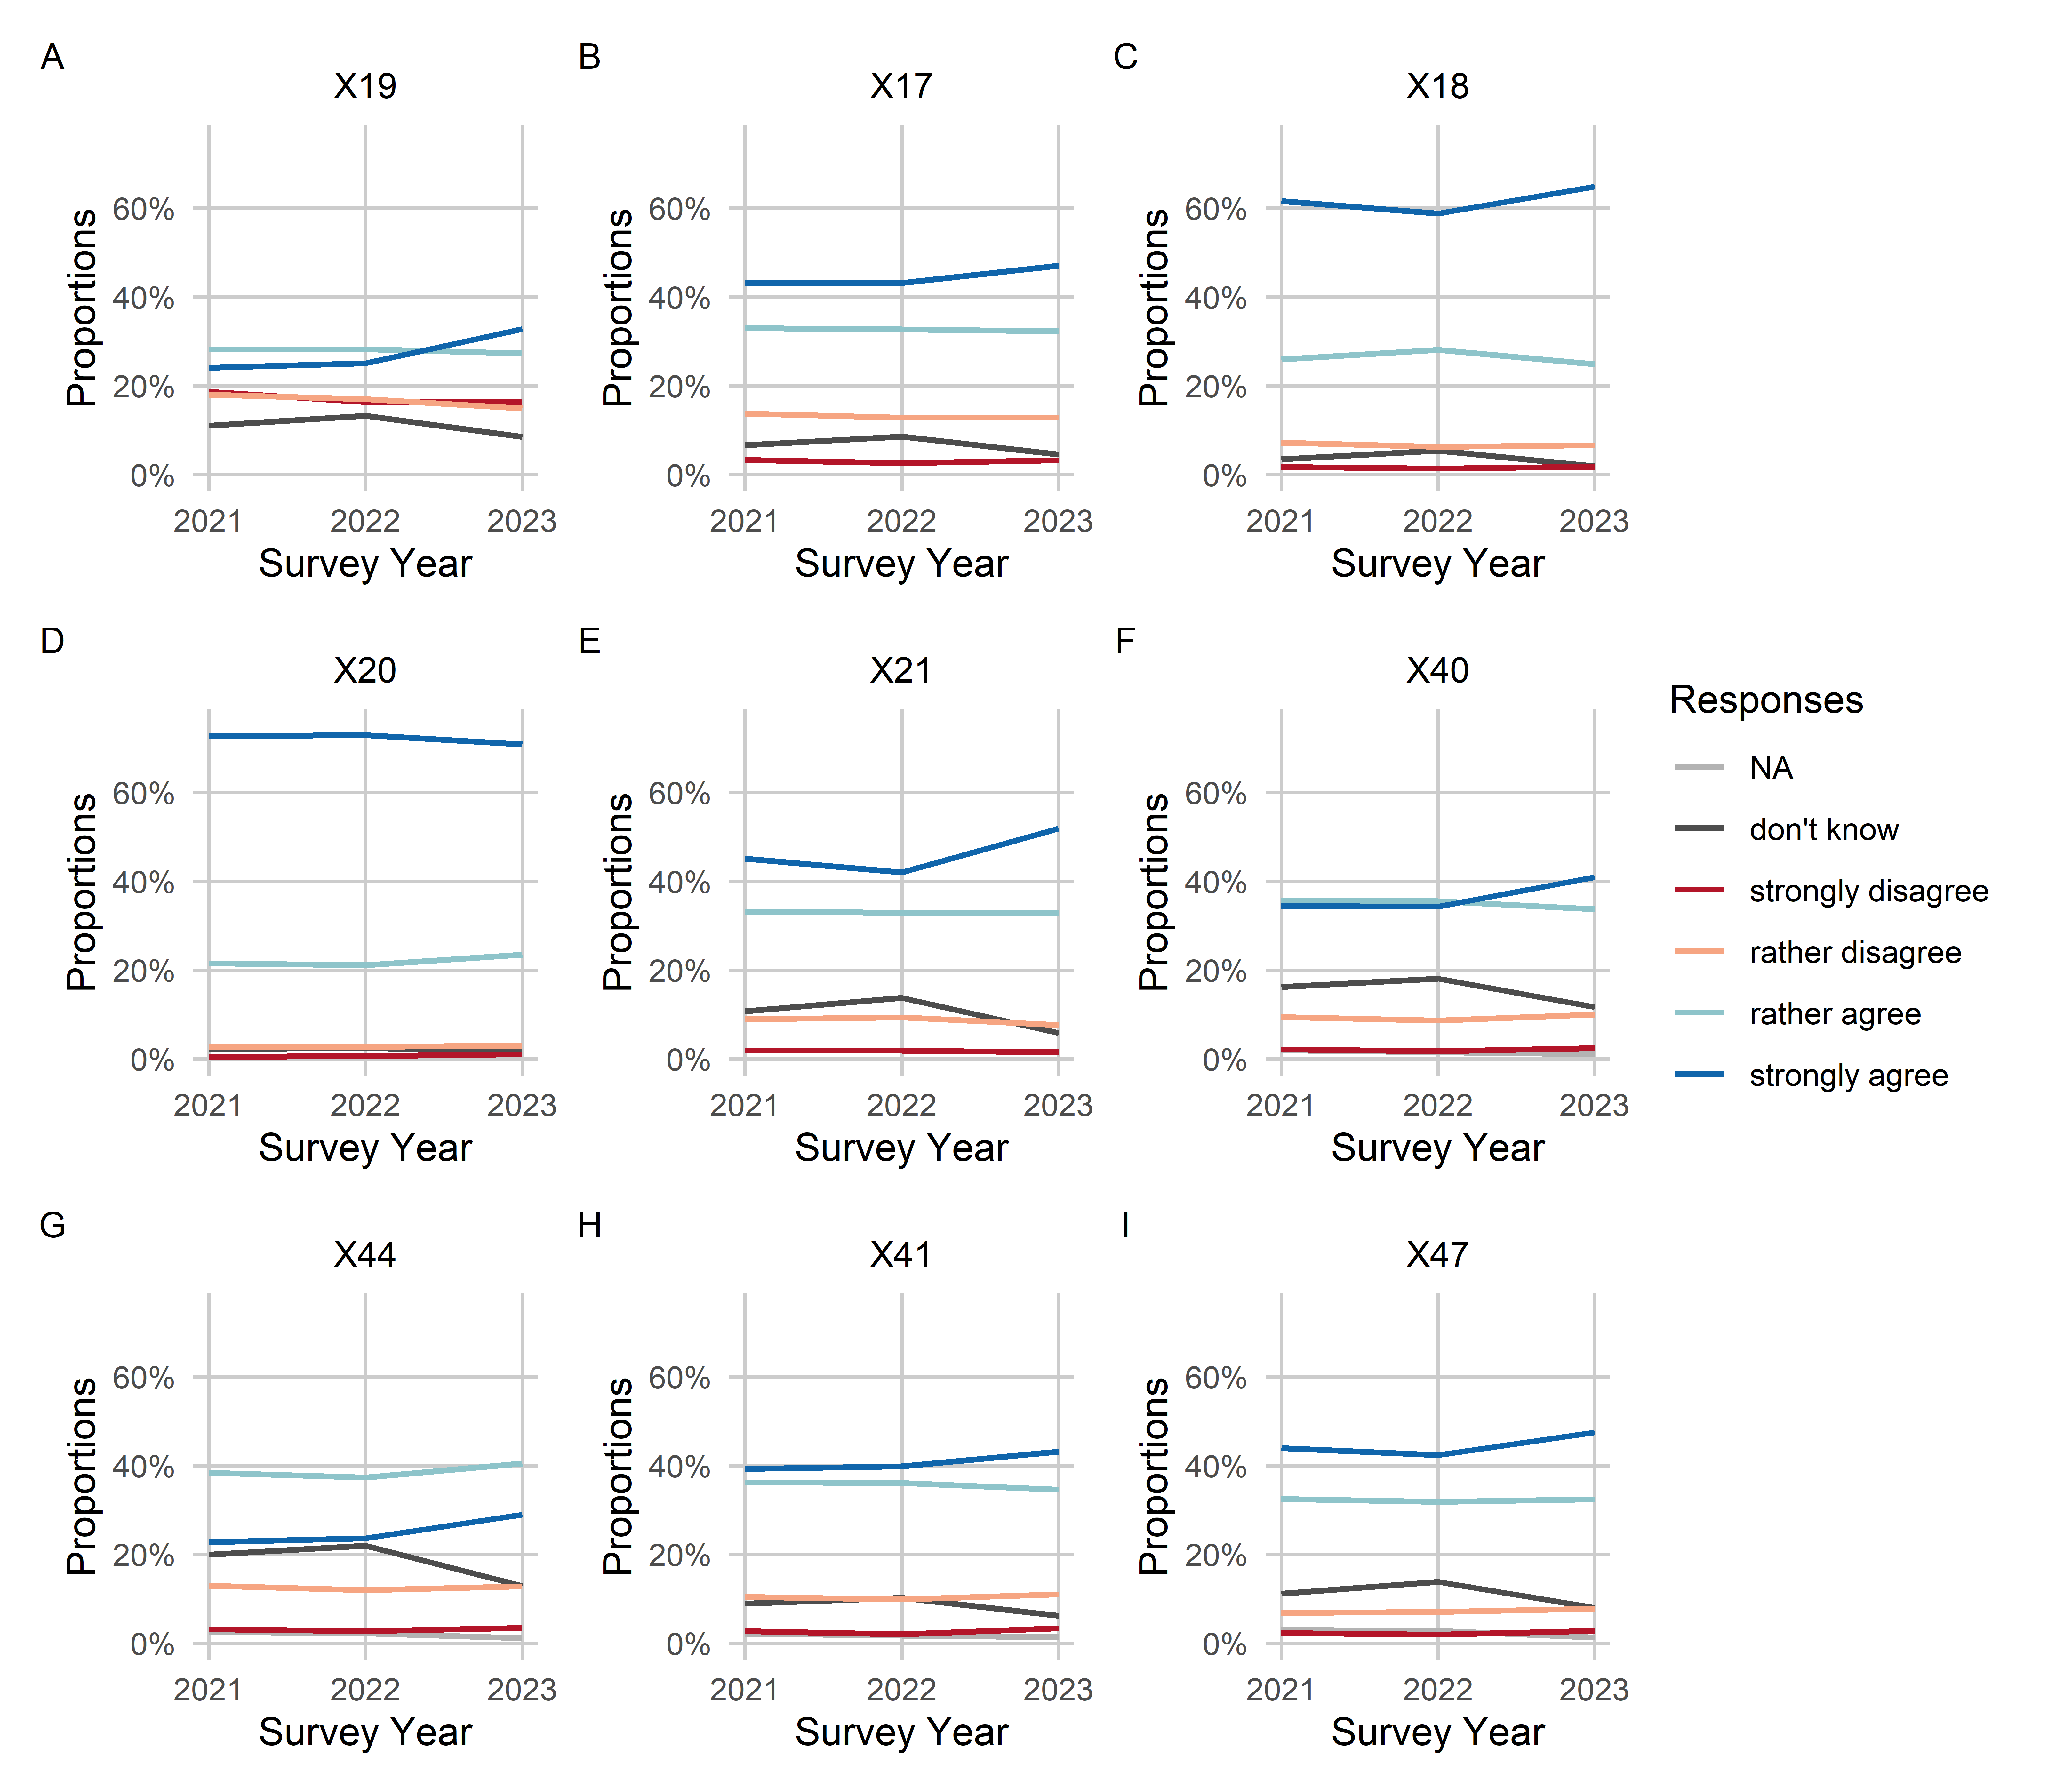 A
X19
Proportions
60%
40%
20%
0%
2021 2022 2023
Survey Year
B
X17
Proportions
60%
40%
20%
0%
2021 2022 2023
Survey Year
C
X18
Proportions
60%
40%
20%
0%
2021 2022 2023
Survey Year
D
X20
Proportions
60%
40%
20%
0%
2021 2022 2023
Survey Year
E
X21
Proportions
60%
40%
20%
0%
2021 2022 2023
Survey Year
F
X40
Proportions
60%
40%
20%
0%
2021 2022 2023
Survey Year
Responses
NA
don't know
strongly disagree
rather disagree
rather agree
strongly agree
G
X44
Proportions
60%
40%
20%
0%
2021 2022 2023
Survey Year
H
X41
Proportions
60%
40%
20%
0%
2021 2022 2023
Survey Year
I
X47
Proportions
60%
40%
20%
0%
2021 2022 2023
Survey Year